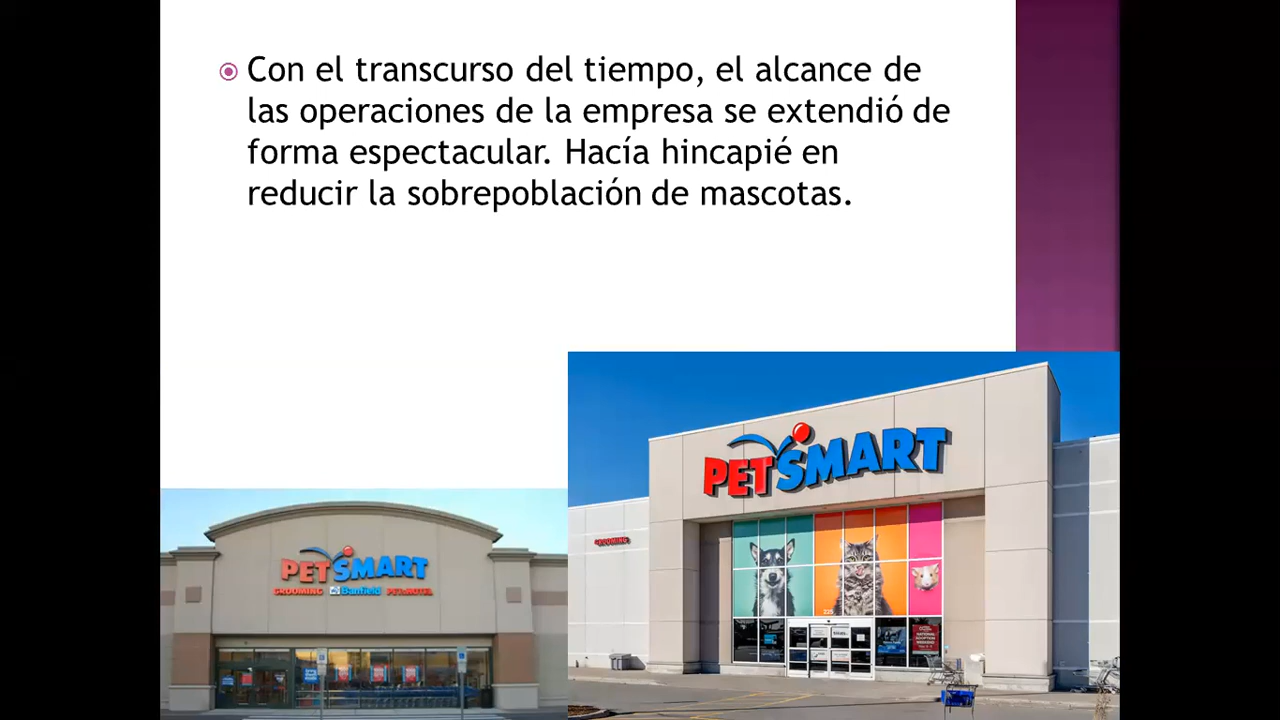 Con el transcurso del tiempo, el alcance de
las operaciones de la empresa se extendió de
forma espectacular. Hacía hincapié en
reducir la sobrepoblación de mascotas.
PETSMART
GROOMING
PETSMART
GROOMING Banfield PETSHOTEL